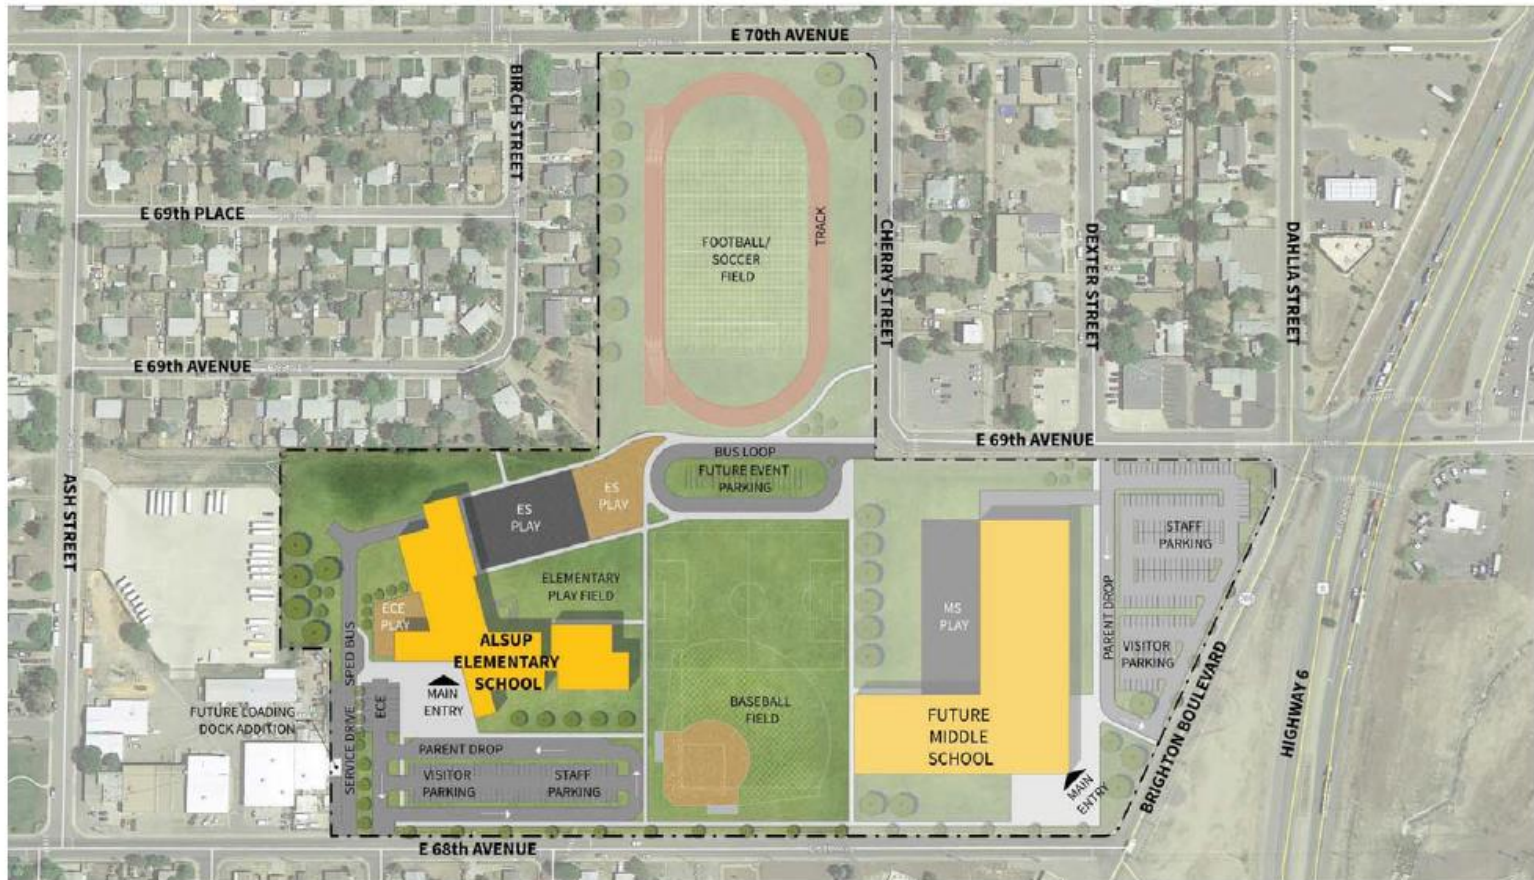 E 70th AVENUE
BIRCH STREET
E 69th PLACE
TRACK
FOOTBALL/
SOCCER
FIELD
CHERRY STREET
DEXTER STREET
DAHLIA STREET
E 69th AVENUE
E 69th AVENUE
BUS LOOP
FUTURE EVENT
PARKING
ASH STREET
ES
PLAY
ES
PLAY
STAFF
PARKING
ELEMENTARY
PLAY FIELD
ECE
PLAY
MS
PLAY
PARENT DROP
SPED BUS
ALSUP
ELEMENTARY
SCHOOL
VISITOR
PARKING
MAIN
ENTRY
ECE
FUTURE LOADING
DOCK ADDITION
BASEBALL
FIELD
FUTURE
MIDDLE
SCHOOL
BRIGHTON BOULEVARD
HIGHWAY 6
SERVICE DRIVE
PARENT DROP
VISITOR
PARKING
STAFF
PARKING
MAIN
ENTRY
E 68th AVENUE